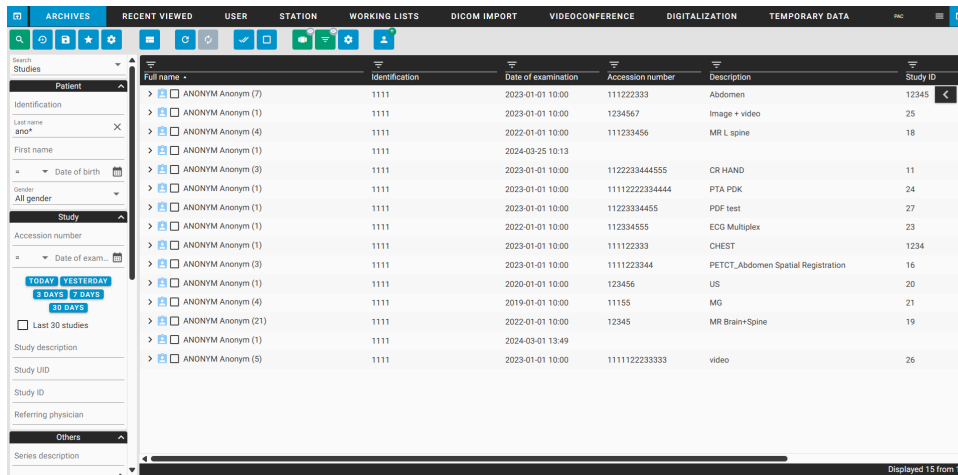 ARCHIVES RECENT VIEWED USER STATION WORKING LISTS DICOM IMPORT VIDEOCONFERENCE DIGITALIZATION TEMPORARY DATA PAC
Search
Studies
Patient
Identification
Last name
ano*
First name
= Date of birth
Gender
All gender
Study
Accession number
= Date of exam...
TODAY YESTERDAY
3 DAYS 7 DAYS
30 DAYS
Last 30 studies
Study description
Study UID
Study ID
Referring physician
Others
Series description
Full name Identification Date of examination Accession number Description Study ID
ANONYM Anonym (7) 1111 2023-01-01 10:00 111222333 Abdomen 12345
ANONYM Anonym (1) 1111 2023-01-01 10:00 1234567 Image + video 25
ANONYM Anonym (4) 1111 2022-01-01 10:00 111233456 MR L spine 18
ANONYM Anonym (1) 1111 2024-03-25 10:13
ANONYM Anonym (3) 1111 2023-01-01 10:00 1122233444555 CR HAND 11
ANONYM Anonym (1) 1111 2023-01-01 10:00 11112222334444 PTA PDK 24
ANONYM Anonym (1) 1111 2023-01-01 10:00 11223334455 PDF test 27
ANONYM Anonym (1) 1111 2022-01-01 10:00 112334555 ECG Multiplex 23
ANONYM Anonym (1) 1111 2023-01-01 10:00 111122333 CHEST 1234
ANONYM Anonym (3) 1111 2023-01-01 10:00 1111223344 PETCT_Abdomen Spatial Registration 16
ANONYM Anonym (1) 1111 2020-01-01 10:00 123456 US 20
ANONYM Anonym (4) 1111 2019-01-01 10:00 11155 MG 21
ANONYM Anonym (21) 1111 2022-01-01 10:00 12345 MR Brain+Spine 19
ANONYM Anonym (1) 1111 2024-03-01 13:49
ANONYM Anonym (5) 1111 2023-01-01 10:00 1111122233333 video 26
Displayed 15 from